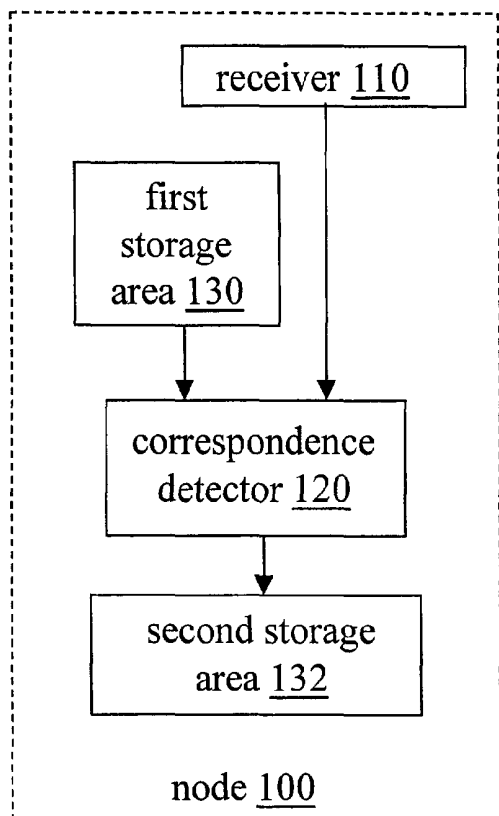 receiver 110
first
storage
area 130
correspondence
detector 120
second storage
area 132
node 100